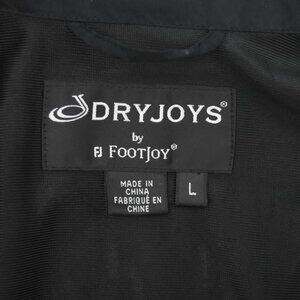 DRYJOYS®
by
FJ FOOTJOY®
MADE IN
CHINA
FABRIQUÉ EN
CHINE
L